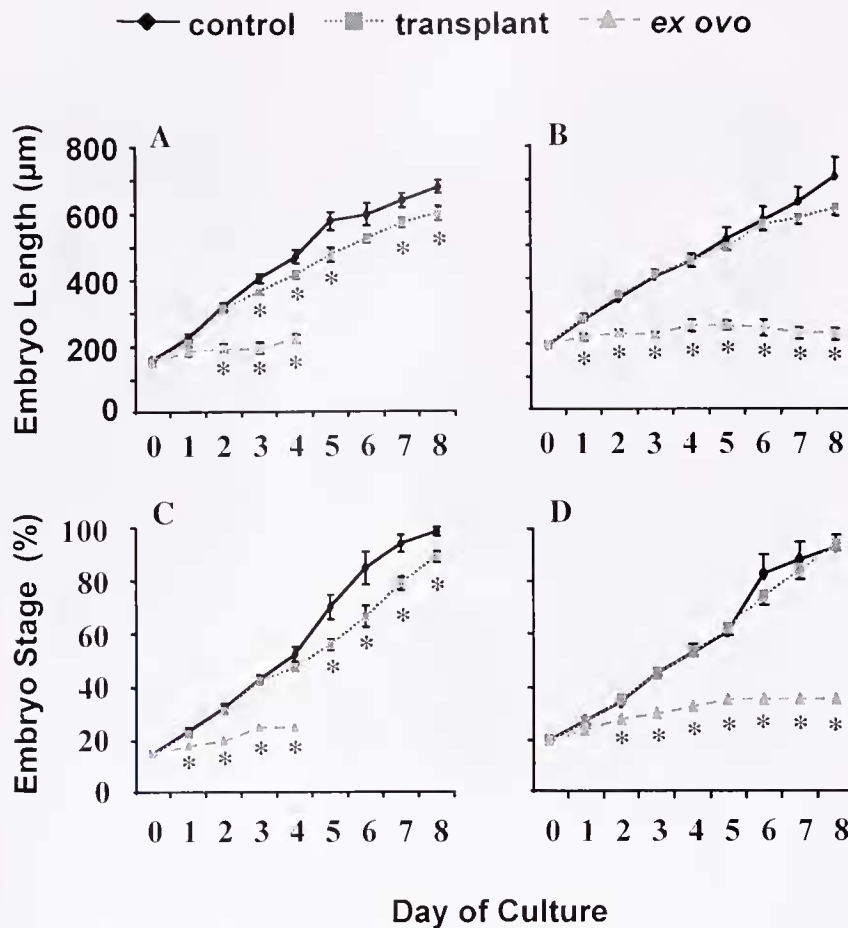 control transplant ex ovo
A B
Embryo Length (µm)
800
600
400
200
0
* * * * *
* * *
* * * * * * * *
0 1 2 3 4 5 6 7 8 0 1 2 3 4 5 6 7 8
C D
Embryo Stage (%)
100
80
60
40
20
0
* * * *
* * * *
* * * * * * *
0 1 2 3 4 5 6 7 8 0 1 2 3 4 5 6 7 8
Day of Culture